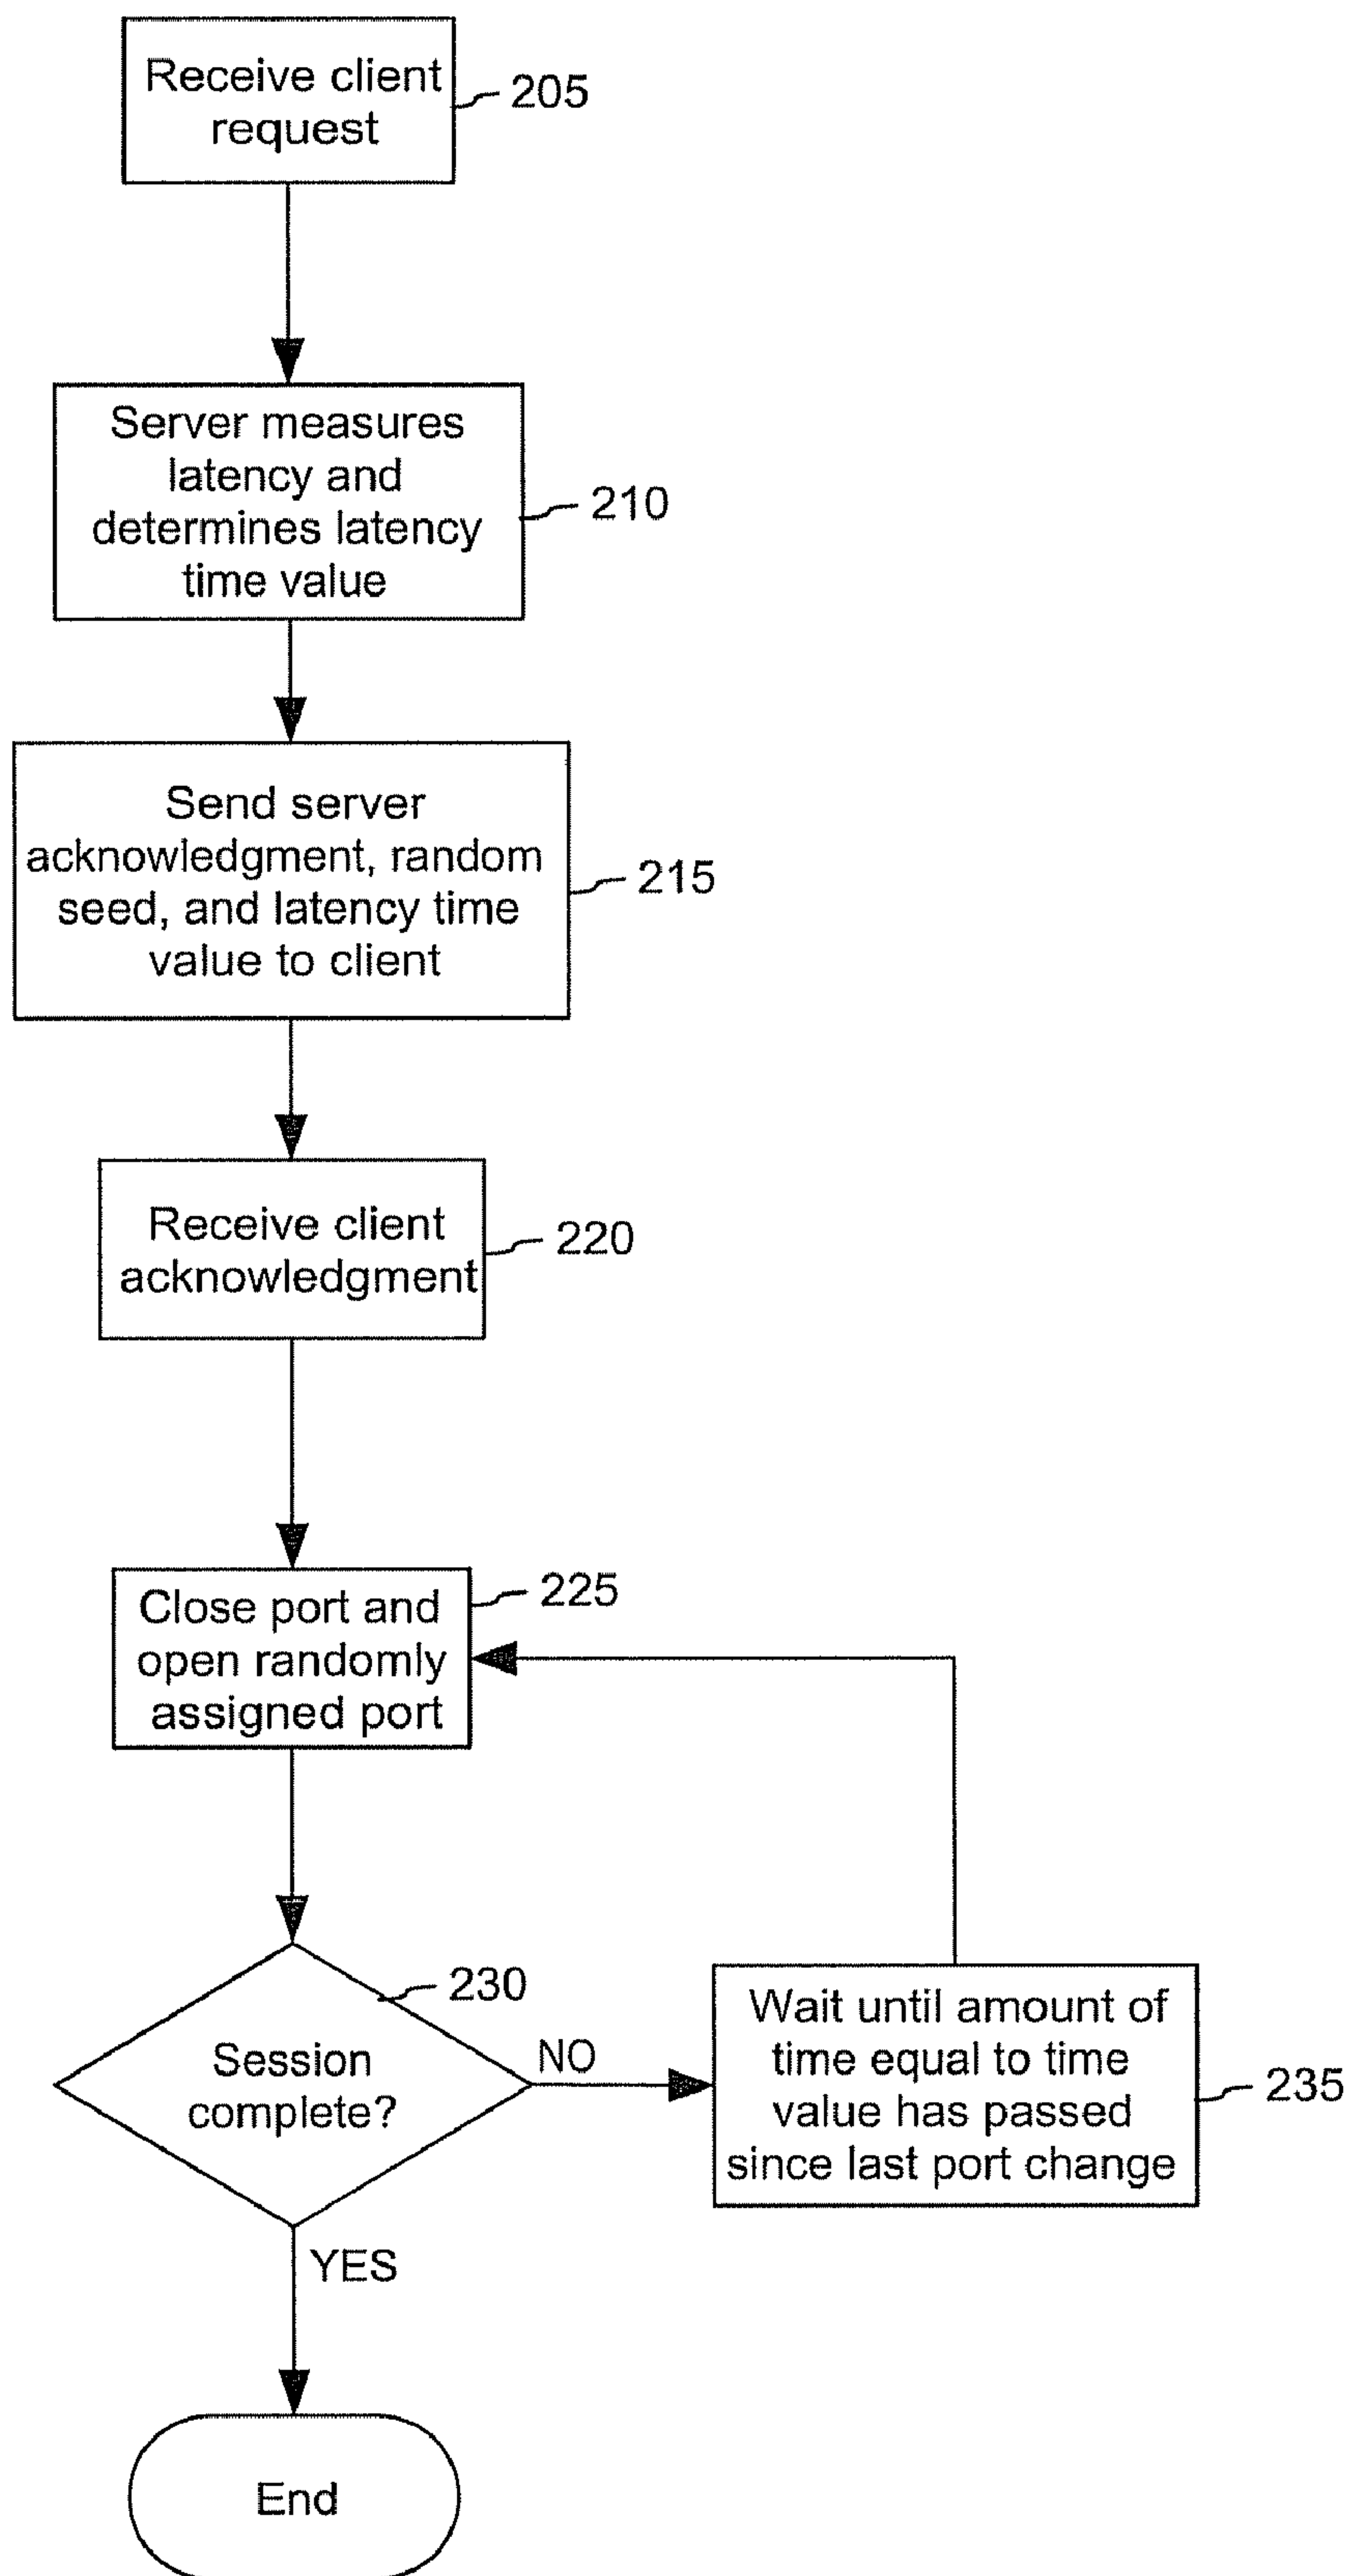 Receive client
request
205
Server measures
latency and
determines latency
time value
210
Send server
acknowledgment, random
seed, and latency time
value to client
215
Receive client
acknowledgment
220
Close port and
open randomly
assigned port
225
Session
complete?
230
NO
Wait until amount of
time equal to time
value has passed
since last port change
235
YES
End